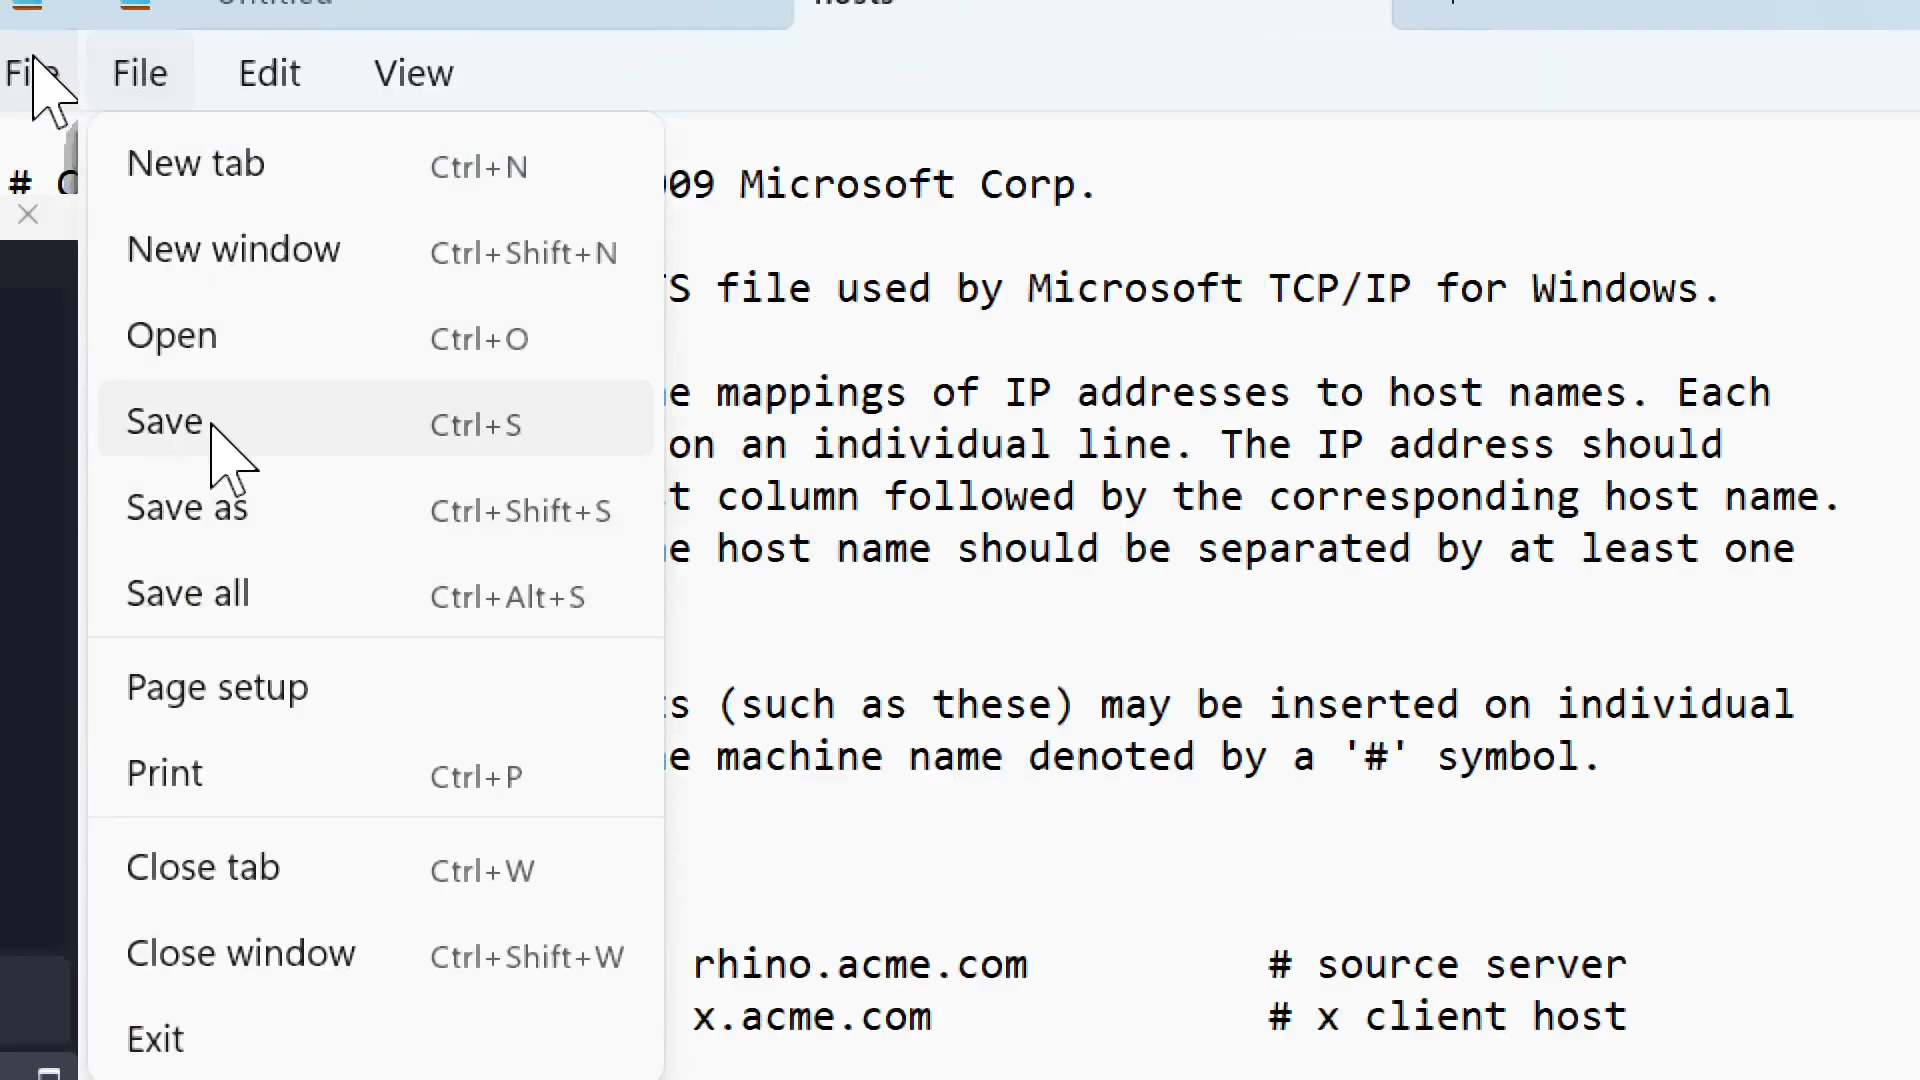 Untitled
hosts
File Edit View
New tab Ctrl+N
New window Ctrl+Shift+N
Open Ctrl+O
Save Ctrl+S
Save as Ctrl+Shift+S
Save all Ctrl+Alt+S
Page setup
Print Ctrl+P
Close tab Ctrl+W
Close window Ctrl+Shift+W
Exit
09 Microsoft Corp.
S file used by Microsoft TCP/IP for Windows.
e mappings of IP addresses to host names. Each
on an individual line. The IP address should
t column followed by the corresponding host name.
e host name should be separated by at least one
s (such as these) may be inserted on individual
e machine name denoted by a '#' symbol.
rhino.acme.com # source server
x.acme.com # x client host